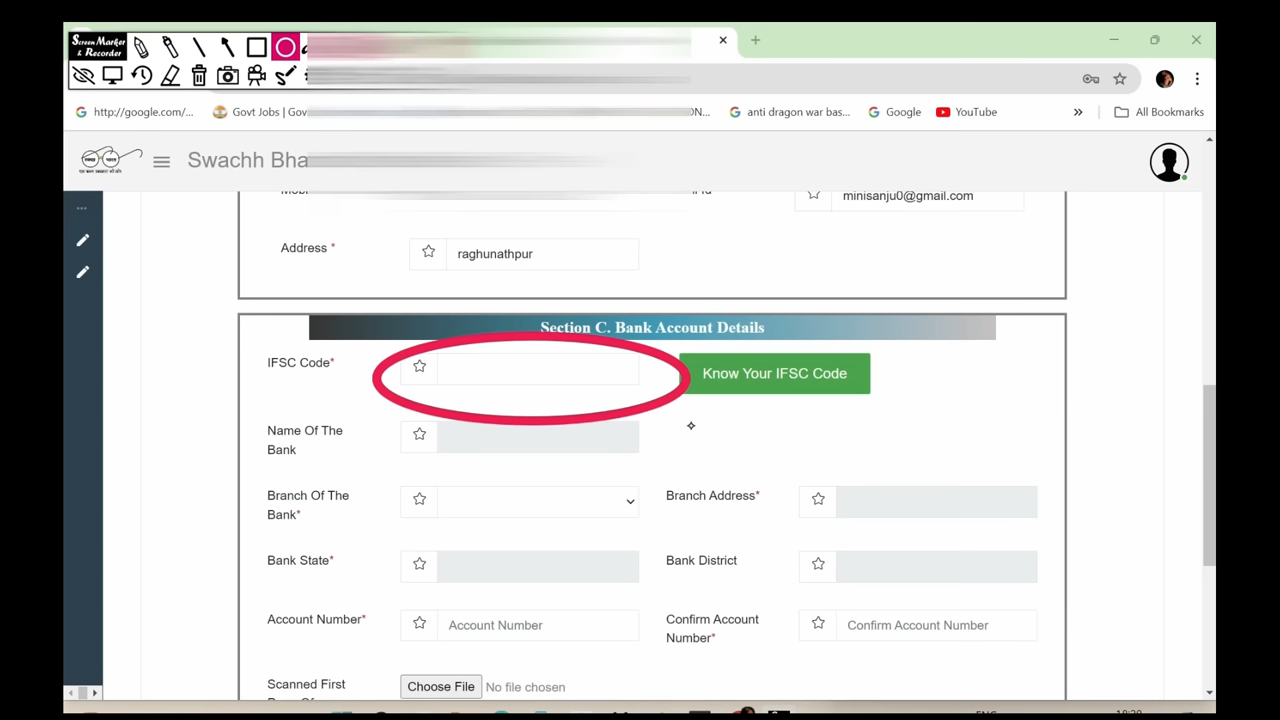 Screen Marker
& Recorder
http://google.com/...
Govt Jobs | Gov
ON...
anti dragon war bas...
Google
YouTube
All Bookmarks
Swachh Bha
minisanju0@gmail.com
Address *
raghunathpur
Section C. Bank Account Details
IFSC Code*
Know Your IFSC Code
Name Of The
Bank
Branch Of The
Bank*
Branch Address*
Bank State*
Bank District
Account Number*
Account Number
Confirm Account
Number*
Confirm Account Number
Scanned First
Choose File
No file chosen